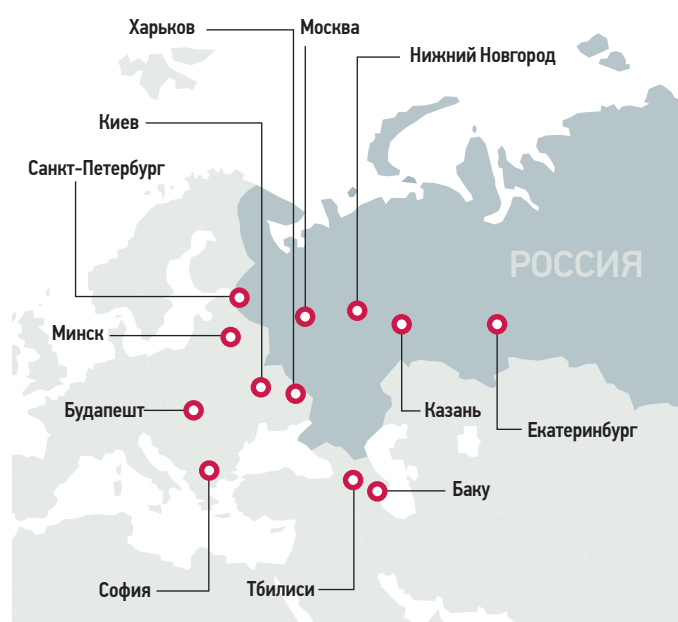 Харьков
Москва
Нижний Новгород
Киев
Санкт-Петербург
РОССИЯ
Минск
Будапешт
Казань
Екатеринбург
Баку
София
Тбилиси